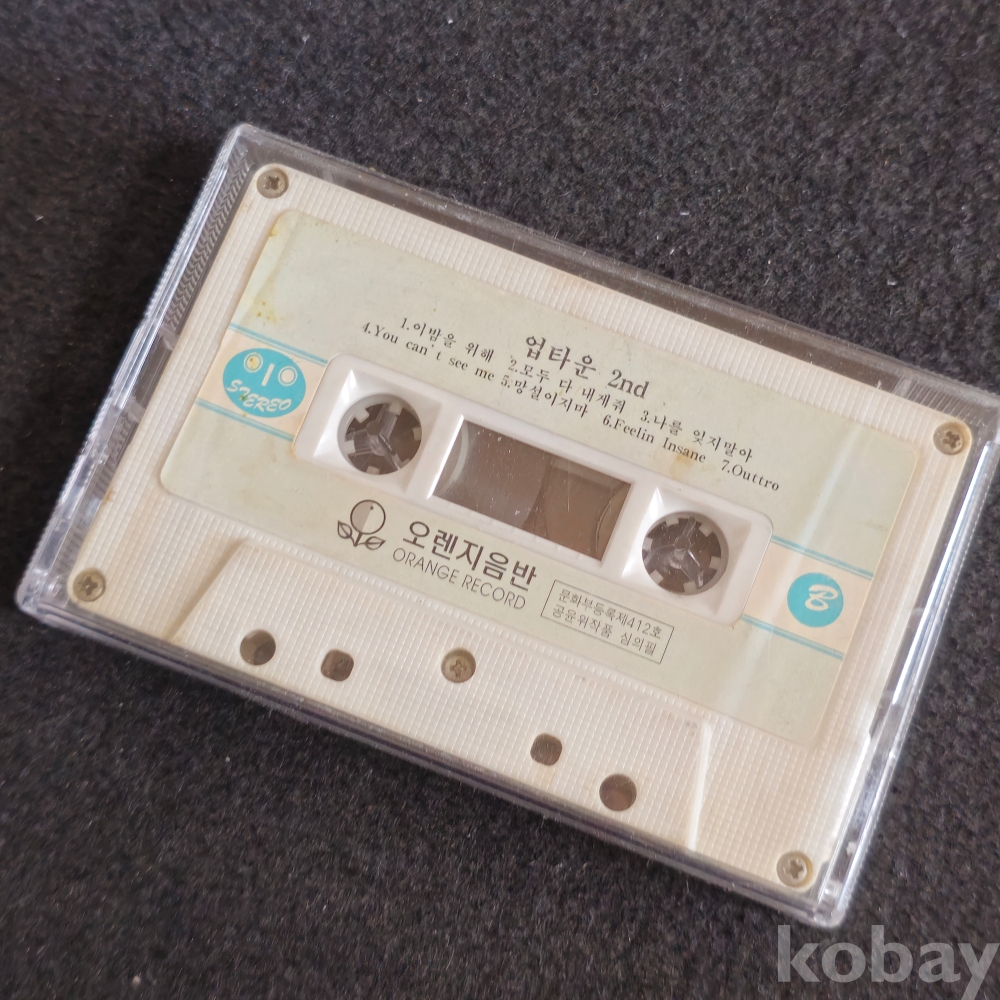 업타운 2nd
1.이밤을 위해 2.모두 다 내게줘 3.나를 잊지말아
4.You can't see me 5.망설이지마 6.Feelin Insane 7.Outtro
STEREO
B
오렌지음반
ORANGE RECORD
문화부등록제412호
공윤위작품 심의필
kobay